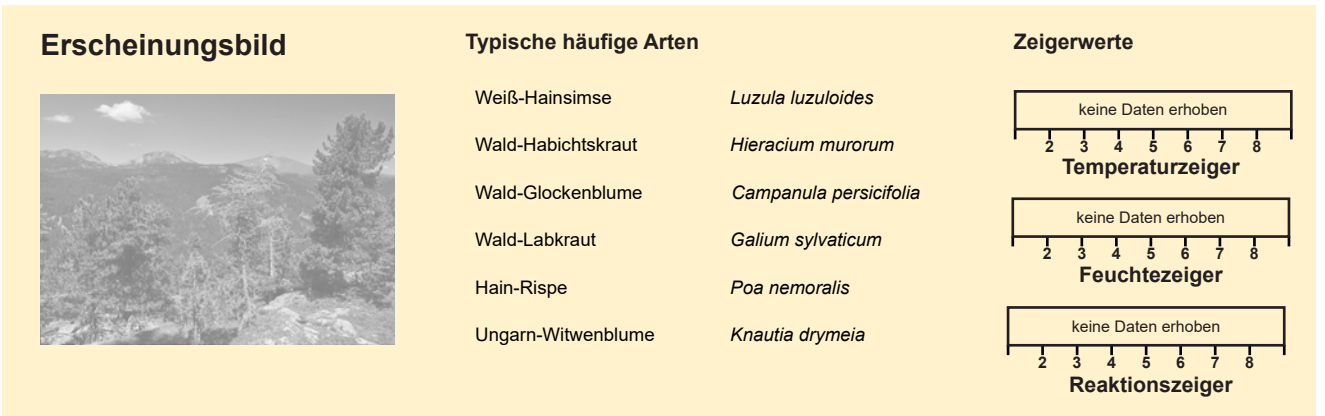 Erscheinungsbild
Typische häufige Arten
Weiß-Hainsimse Luzula luzuloides
Wald-Habichtskraut Hieracium murorum
Wald-Glockenblume Campanula persicifolia
Wald-Labkraut Galium sylvaticum
Hain-Rispe Poa nemoralis
Ungarn-Witwenblume Knautia drymeia
Zeigerwerte
keine Daten erhoben
2 3 4 5 6 7 8
Temperaturzeiger
keine Daten erhoben
2 3 4 5 6 7 8
Feuchtezeiger
keine Daten erhoben
2 3 4 5 6 7 8
Reaktionszeiger